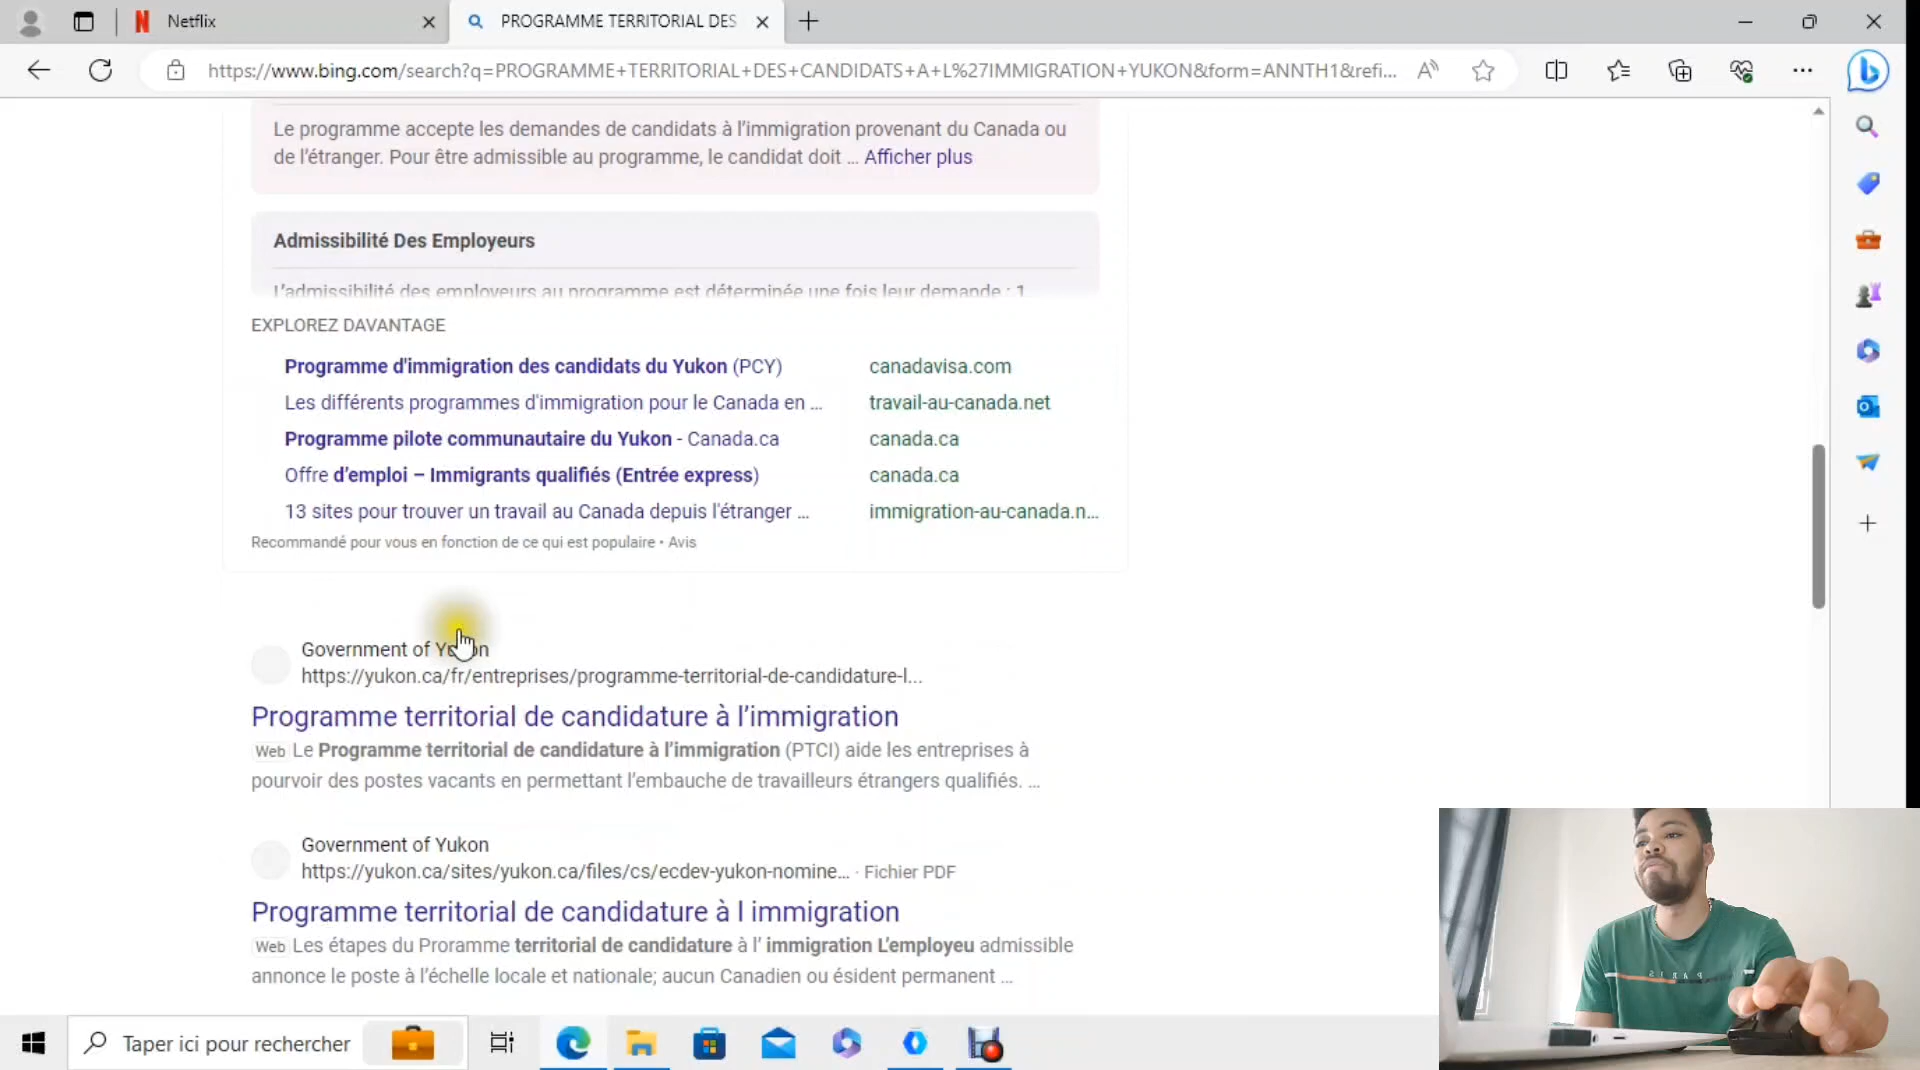 Netflix
PROGRAMME TERRITORIAL DES
https://www.bing.com/search?q=PROGRAMME+TERRITORIAL+DES+CANDIDATS+A+L%27IMMIGRATION+YUKON&form=ANNTH1&refi...
Le programme accepte les demandes de candidats à l’immigration provenant du Canada ou
de l’étranger. Pour être admissible au programme, le candidat doit ... Afficher plus
Admissibilité Des Employeurs
L’admissibilité des employeurs au programme est déterminée une fois leur demande : 1
EXPLOREZ DAVANTAGE
Programme d'immigration des candidats du Yukon (PCY) canadavisa.com
Les différents programmes d'immigration pour le Canada en ... travail-au-canada.net
Programme pilote communautaire du Yukon - Canada.ca canada.ca
Offre d’emploi – Immigrants qualifiés (Entrée express) canada.ca
13 sites pour trouver un travail au Canada depuis l'étranger ... immigration-au-canada.n...
Recommandé pour vous en fonction de ce qui est populaire • Avis
Government of Yukon
https://yukon.ca/fr/entreprises/programme-territorial-de-candidature-l...
Programme territorial de candidature à l’immigration
Web Le Programme territorial de candidature à l’immigration (PTCI) aide les entreprises à
pourvoir des postes vacants en permettant l’embauche de travailleurs étrangers qualifiés. ...
Government of Yukon
https://yukon.ca/sites/yukon.ca/files/cs/ecdev-yukon-nomine... · Fichier PDF
Programme territorial de candidature à l immigration
Web Les étapes du Proramme territorial de candidature à l’ immigration L’employeu admissible
annonce le poste à l’échelle locale et nationale; aucun Canadien ou ésident permanent ...
Taper ici pour rechercher
PARIS